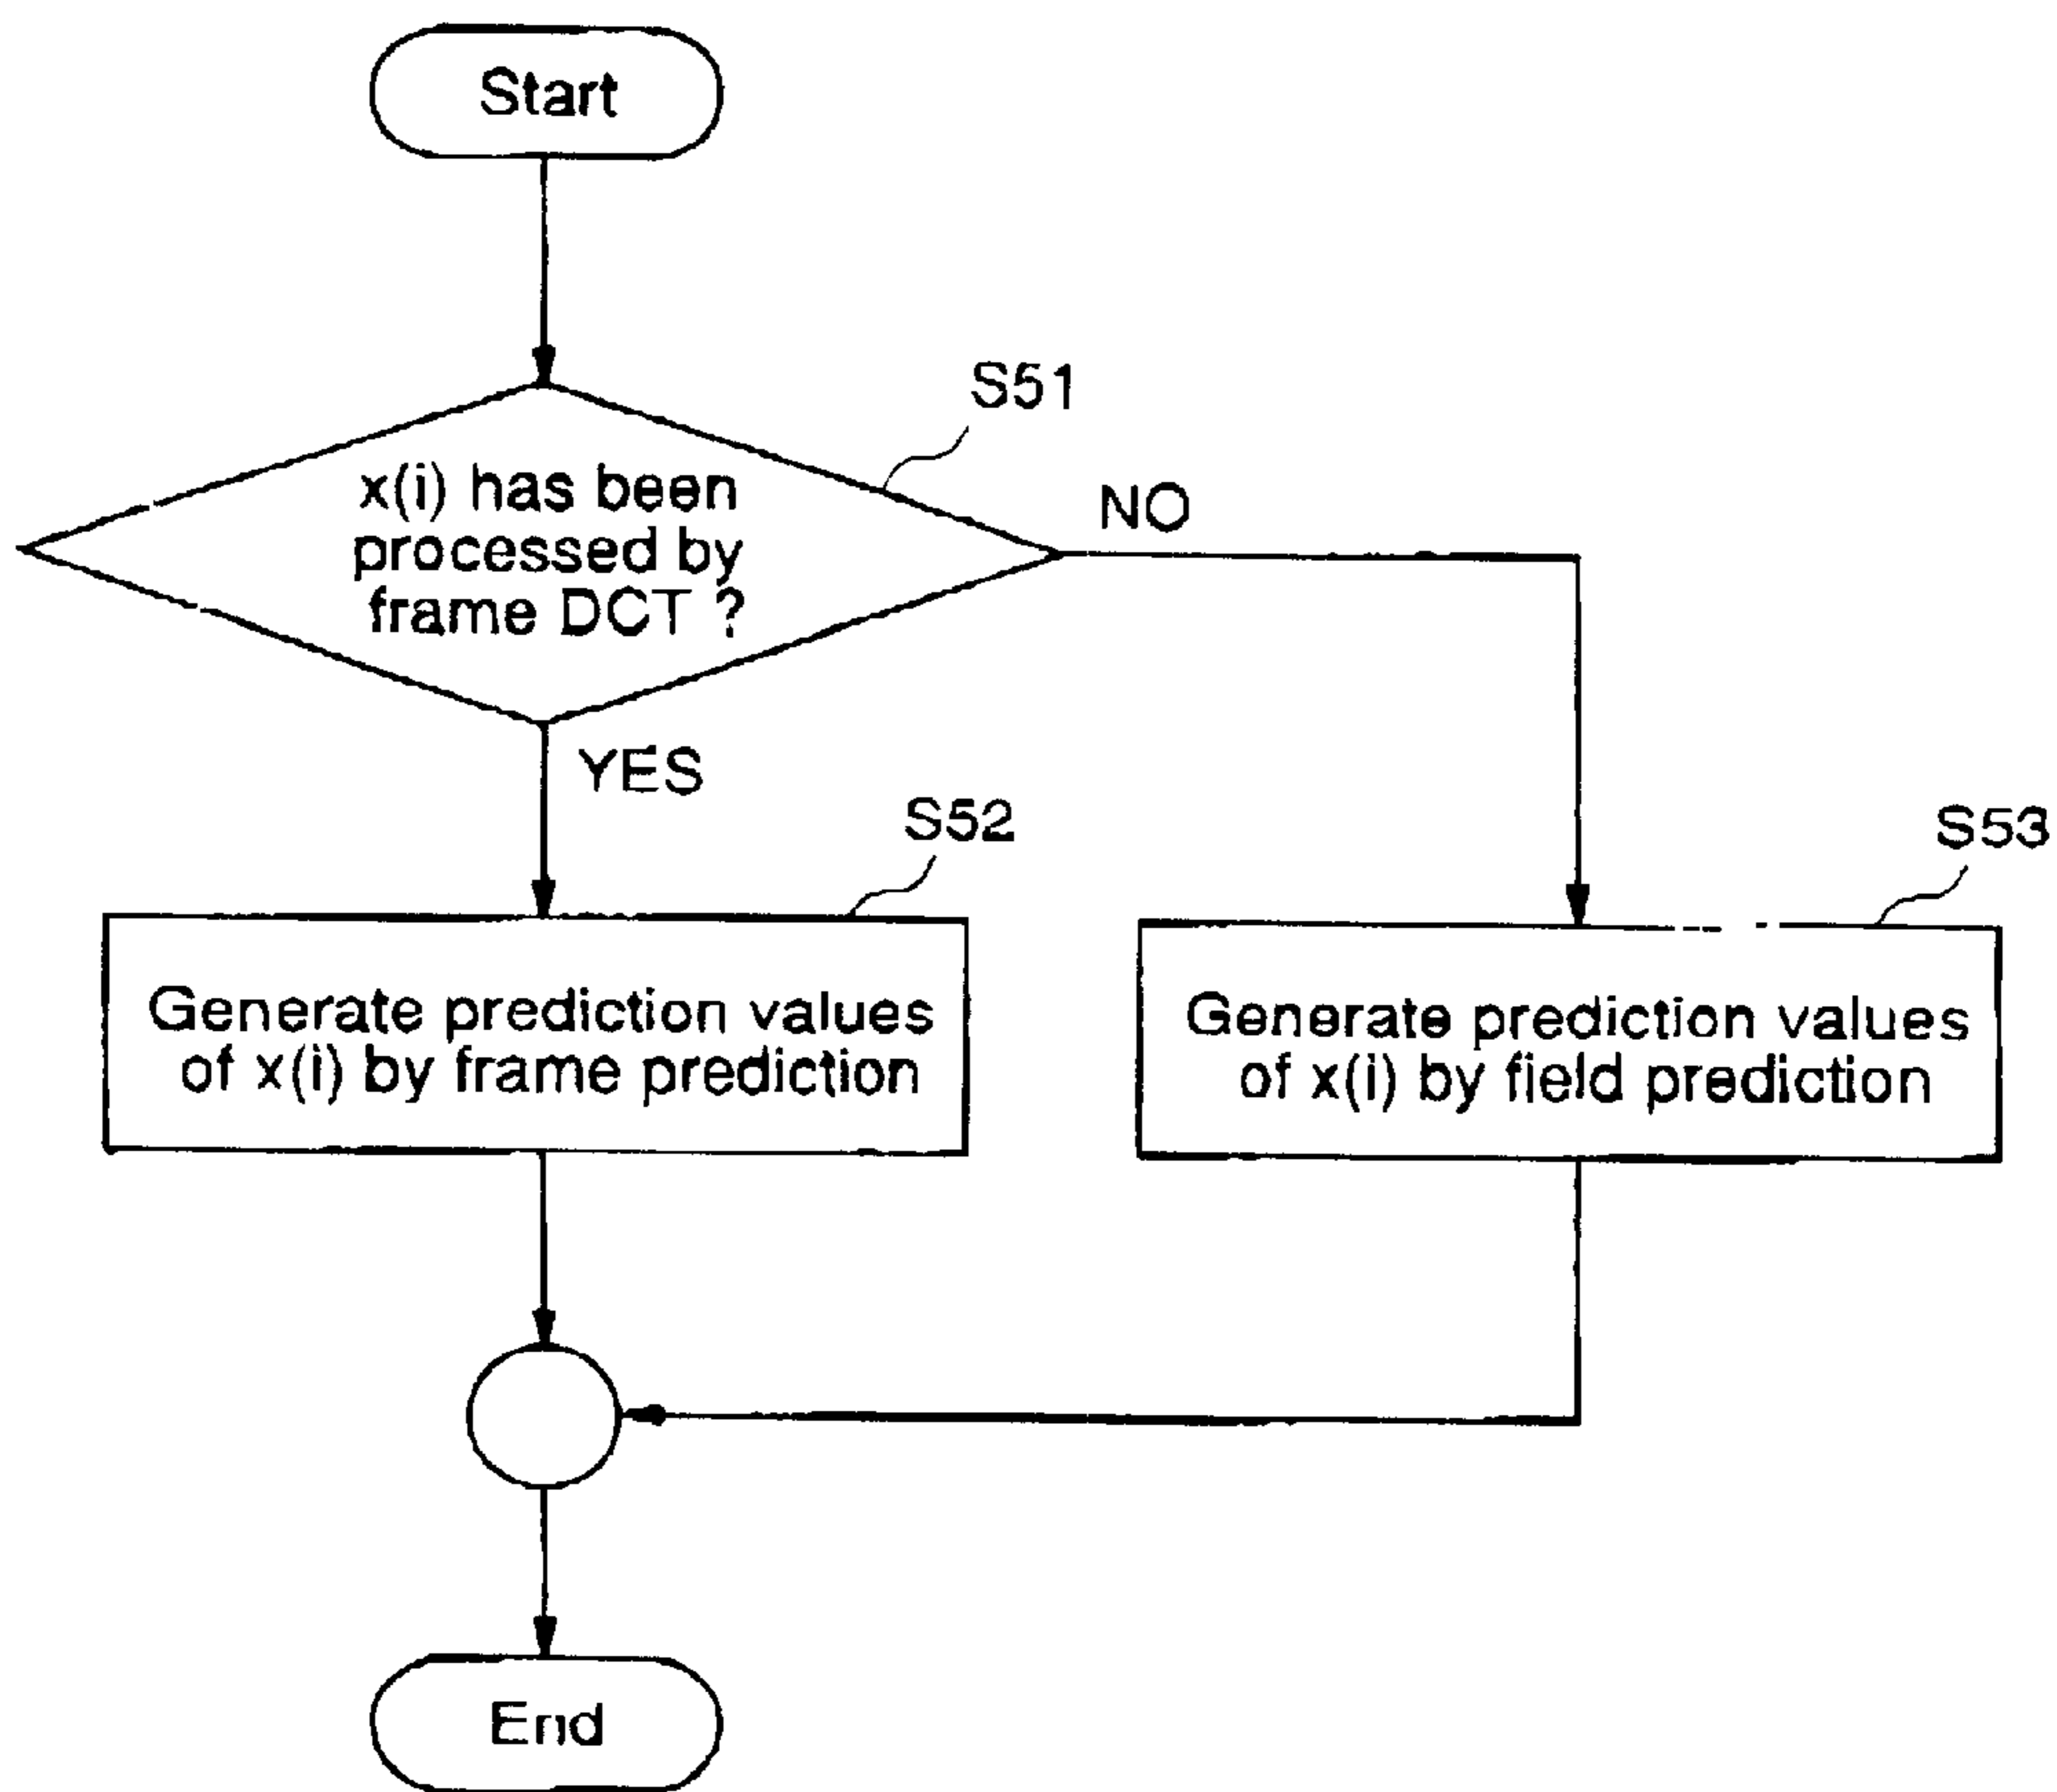 Start
S51
x(i) has been
processed by
frame DCT ?
NO
YES
S52
S53
Generate prediction values
of x(i) by frame prediction
Generate prediction values
of x(i) by field prediction
End